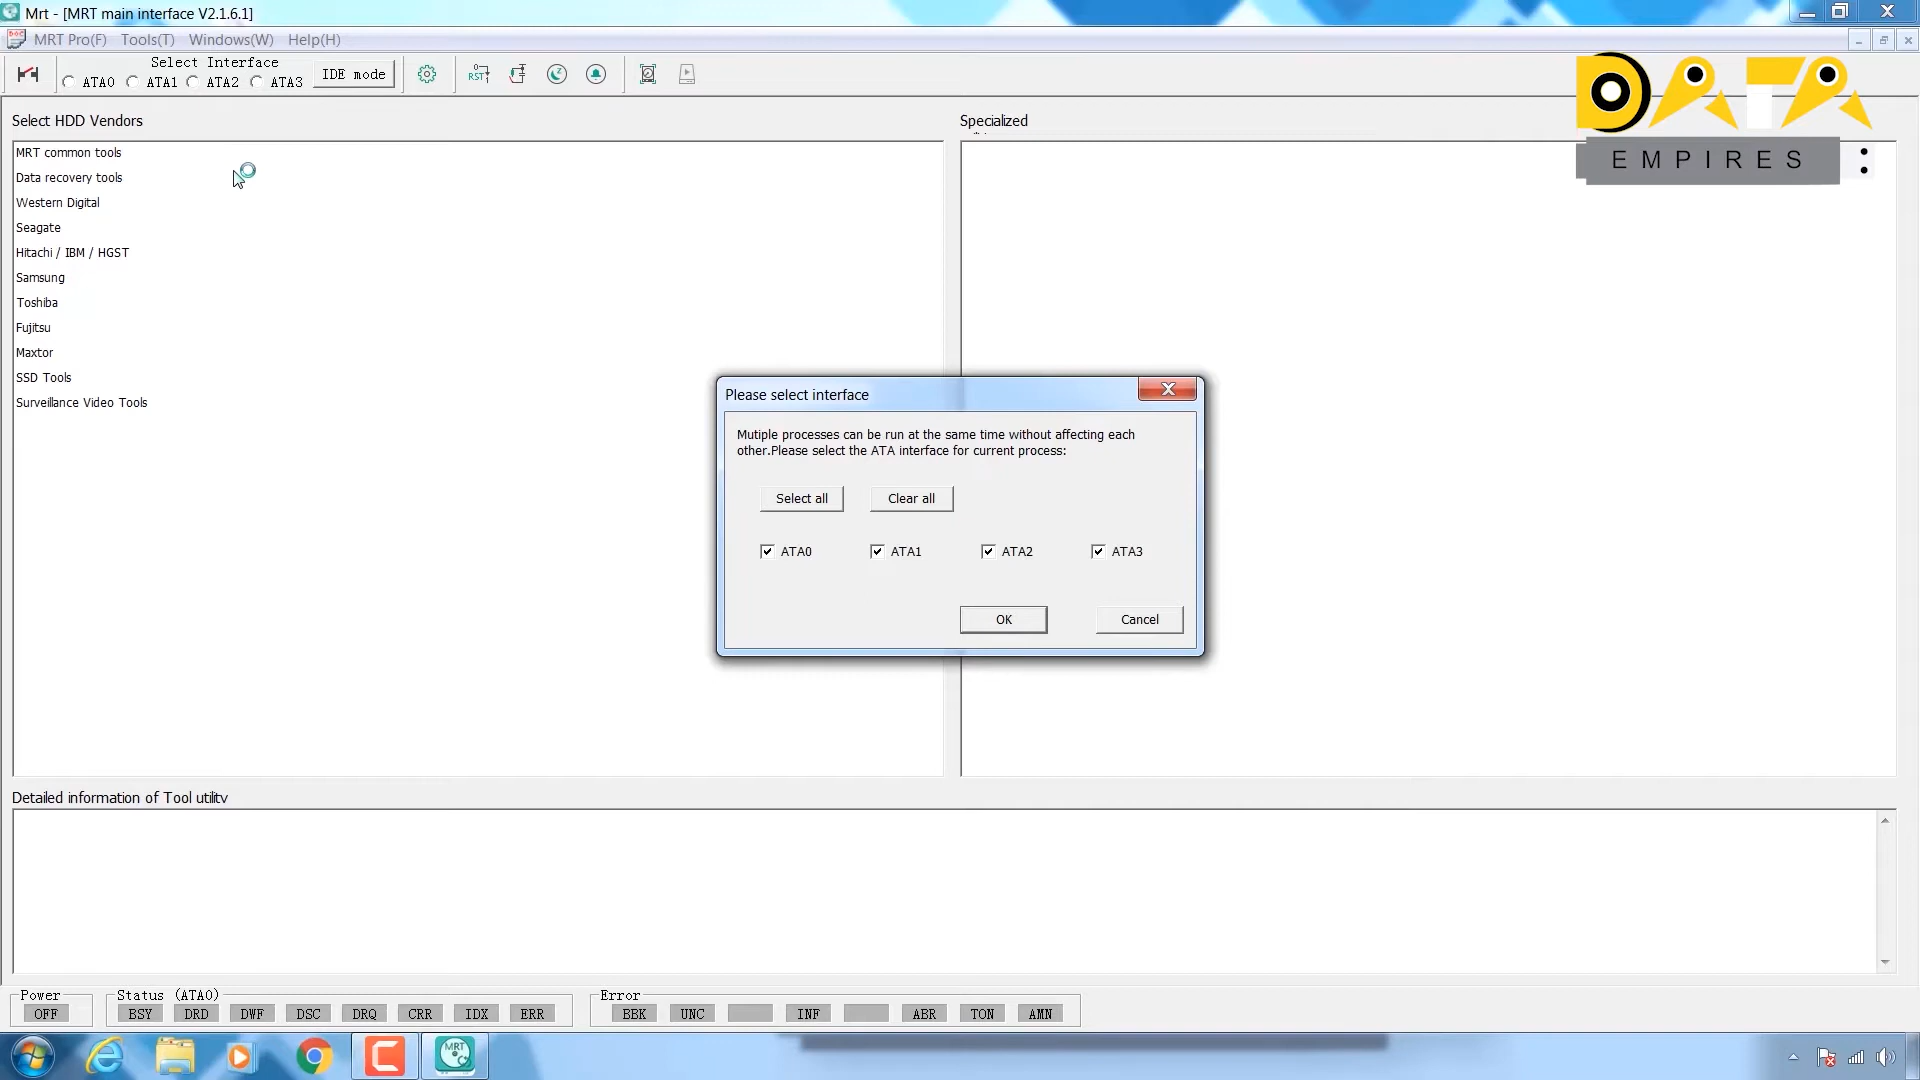 Mrt - [MRT main interface V2.1.6.1]
MRT Pro(F) Tools(T) Windows(W) Help(H)
Select Interface
ATA0 ATA1 ATA2 ATA3 IDE mode
RST
Select HDD Vendors
Specialized
DATA
EMPIRES
MRT common tools
Data recovery tools
Western Digital
Seagate
Hitachi / IBM / HGST
Samsung
Toshiba
Fujitsu
Maxtor
SSD Tools
Surveillance Video Tools
Please select interface
Mutiple processes can be run at the same time without affecting each
other.Please select the ATA interface for current process:
Select all Clear all
ATA0 ATA1 ATA2 ATA3
OK Cancel
Detailed information of Tool utility
Power Status (ATA0) Error
OFF BSY DRD DWF DSC DRQ CRR IDX ERR BBK UNC INF ABR TON AMN
MRT